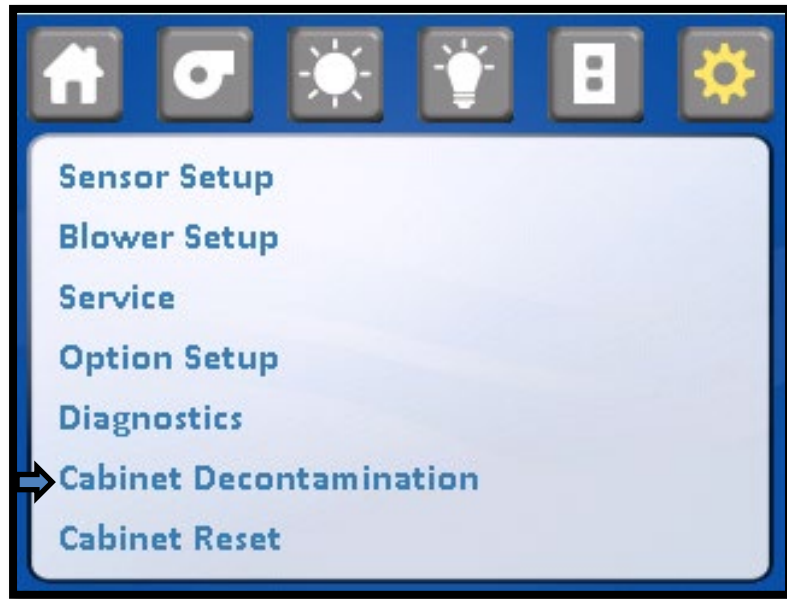 Sensor Setup
Blower Setup
Service
Option Setup
Diagnostics
Cabinet Decontamination
Cabinet Reset